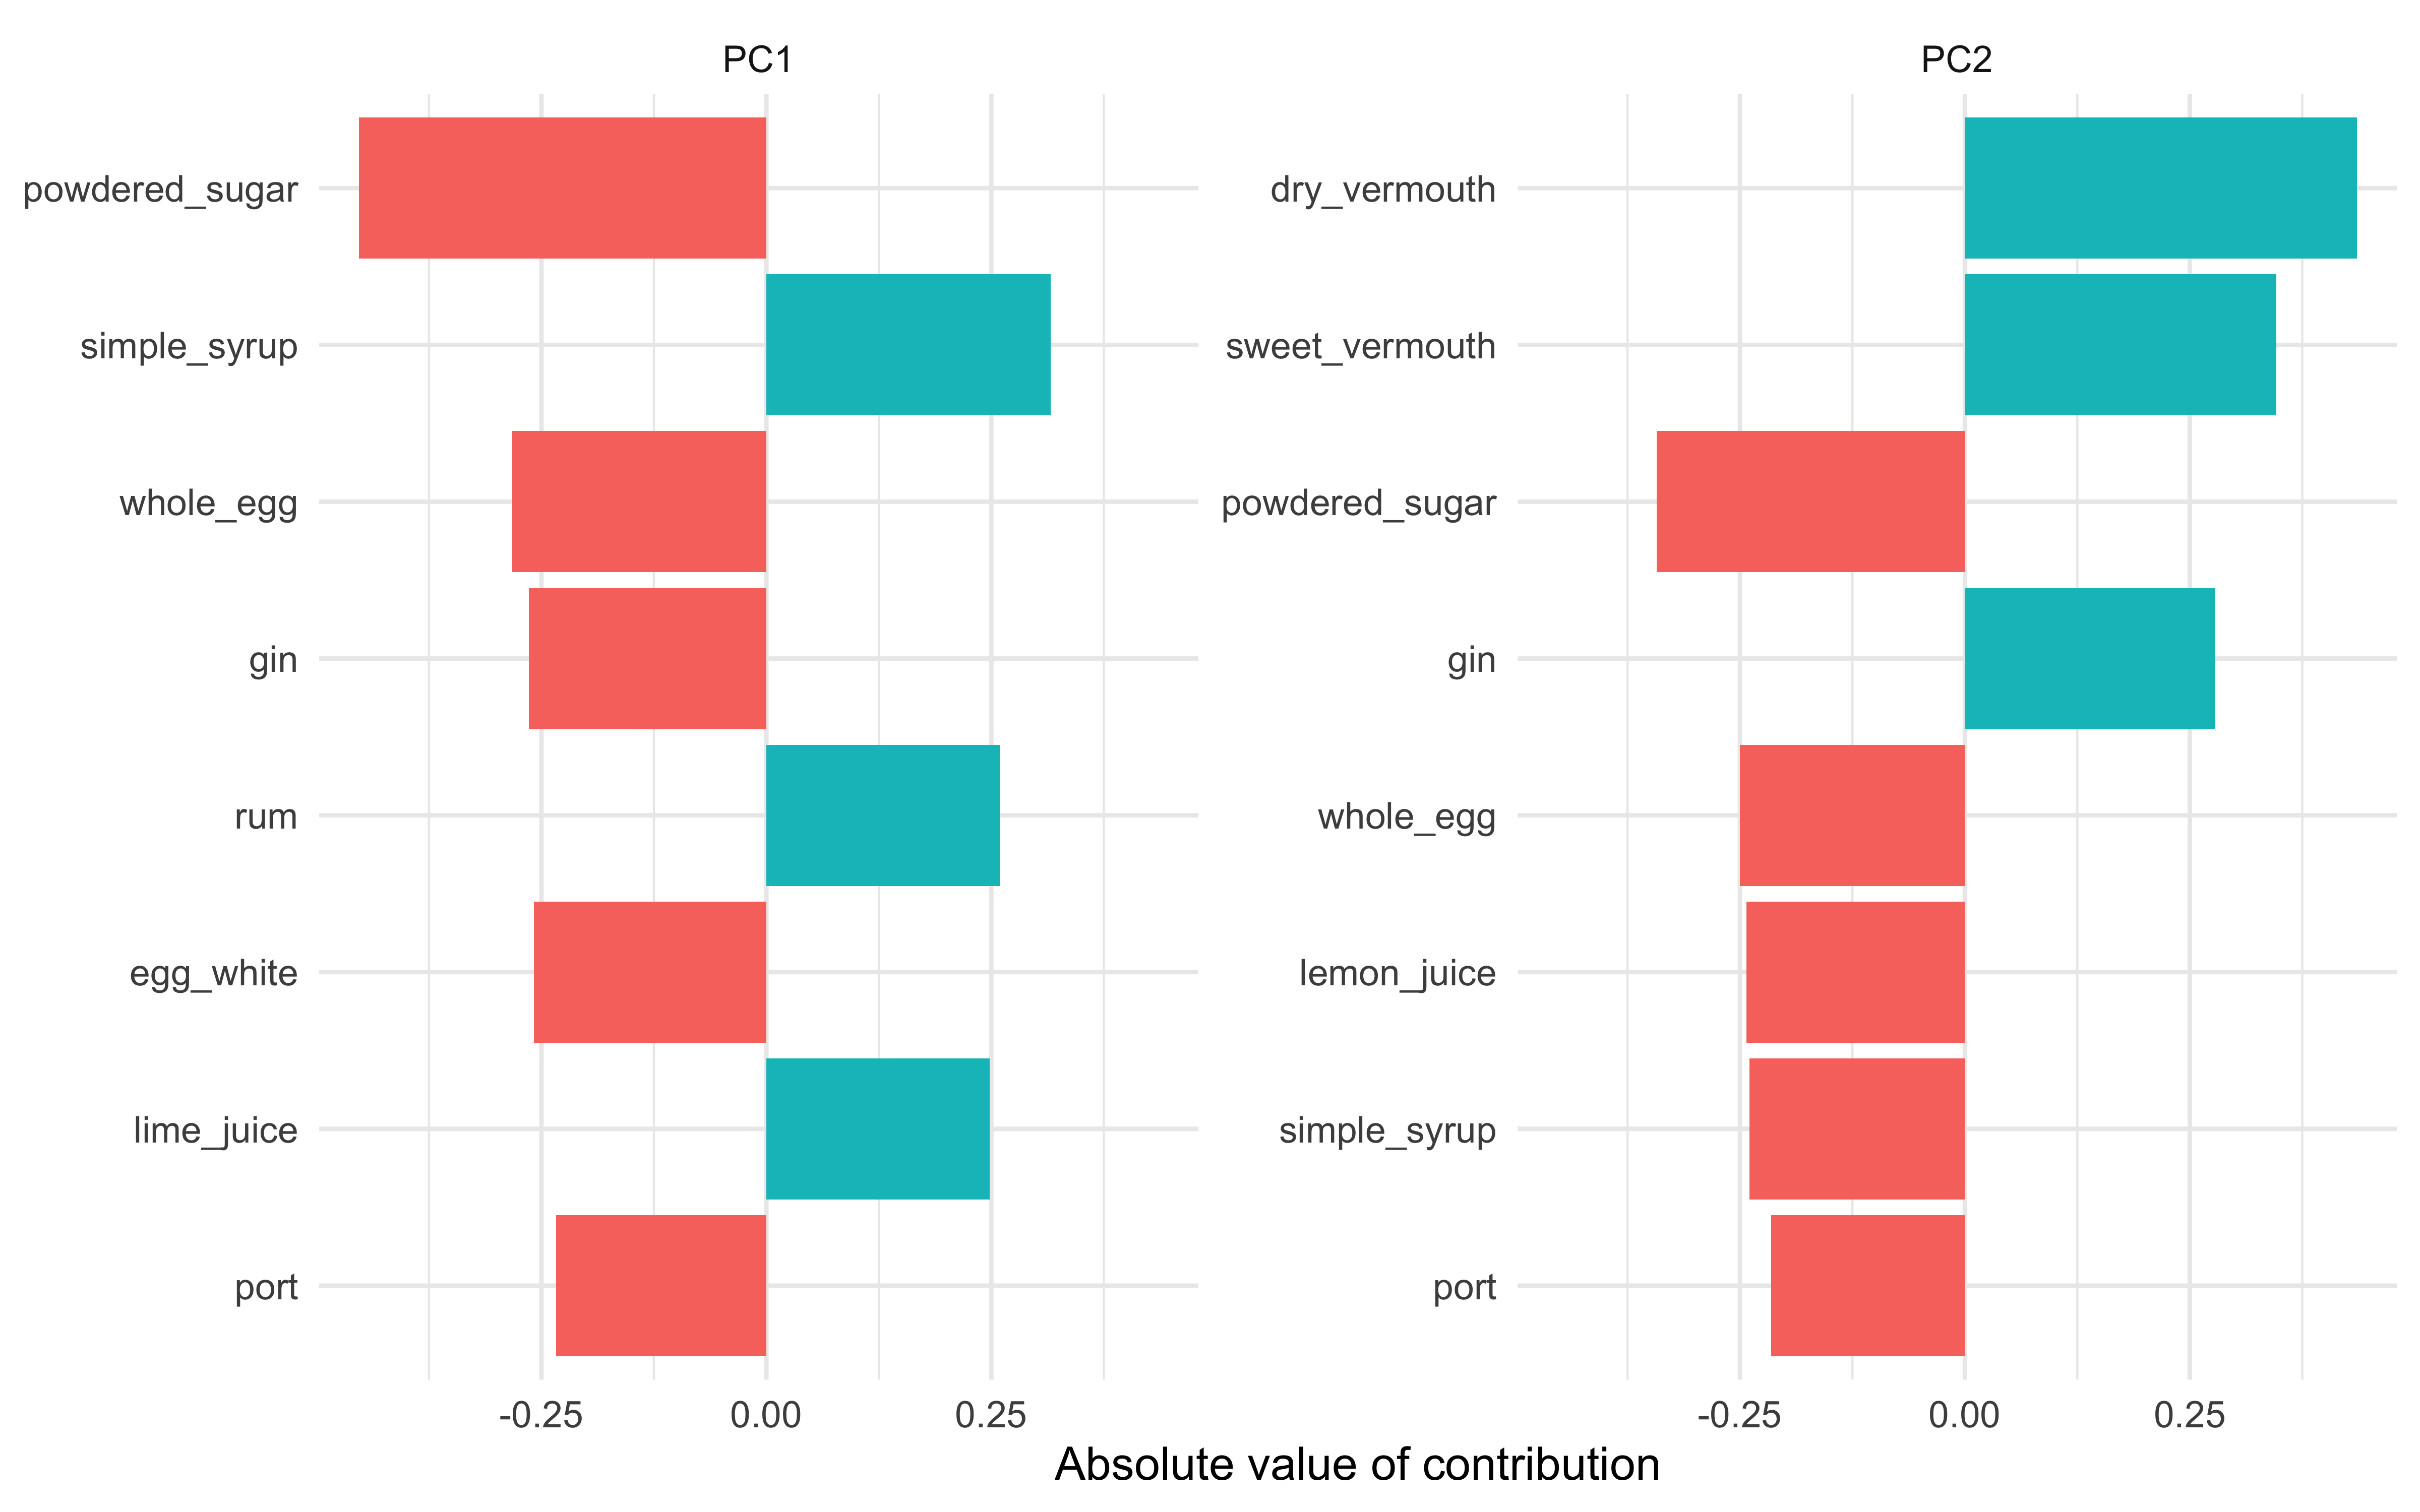 PC1
powdered_sugar
simple_syrup
whole_egg
gin
rum
egg_white
lime_juice
port
-0.25 0.00 0.25
PC2
dry_vermouth
sweet_vermouth
powdered_sugar
gin
whole_egg
lemon_juice
simple_syrup
port
-0.25 0.00 0.25
Absolute value of contribution